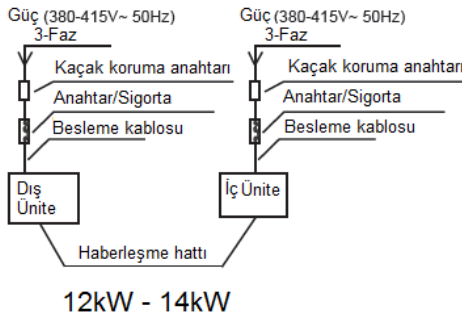 Güç (380-415V~ 50Hz)
3-Faz
Kaçak koruma anahtarı
Anahtar/Sigorta
Besleme kablosu
Dış
Ünite
Güç (380-415V~ 50Hz)
3-Faz
Kaçak koruma anahtarı
Anahtar/Sigorta
Besleme kablosu
İç Ünite
Haberleşme hattı
12kW - 14kW